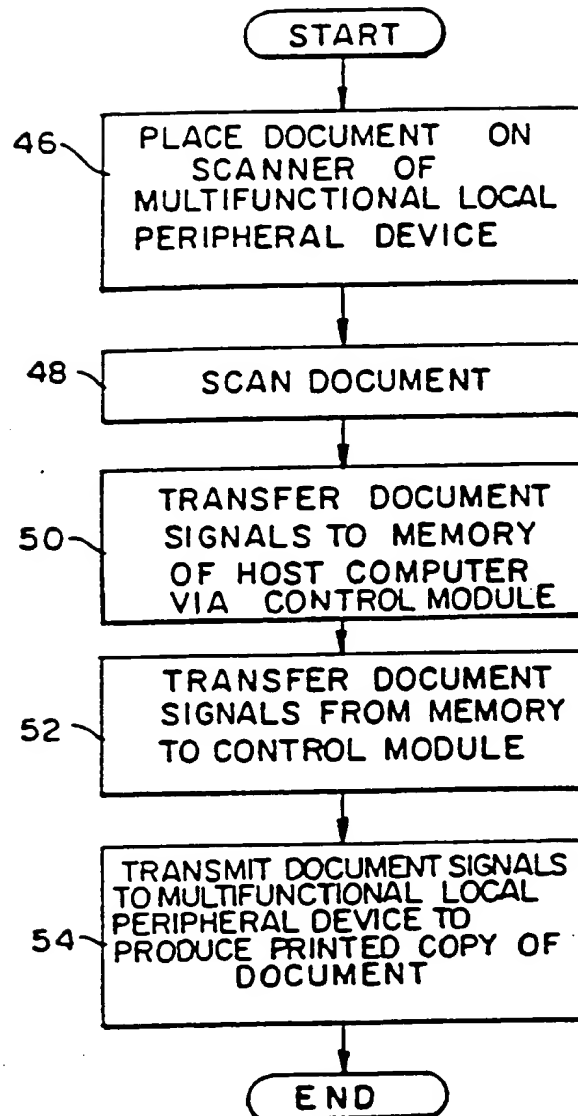 START
46
PLACE DOCUMENT ON
SCANNER OF
MULTIFUNCTIONAL LOCAL
PERIPHERAL DEVICE
48
SCAN DOCUMENT
50
TRANSFER DOCUMENT
SIGNALS TO MEMORY
OF HOST COMPUTER
VIA CONTROL MODULE
52
TRANSFER DOCUMENT
SIGNALS FROM MEMORY
TO CONTROL MODULE
54
TRANSMIT DOCUMENT SIGNALS
TO MULTIFUNCTIONAL LOCAL
PERIPHERAL DEVICE TO
PRODUCE PRINTED COPY OF
DOCUMENT
END